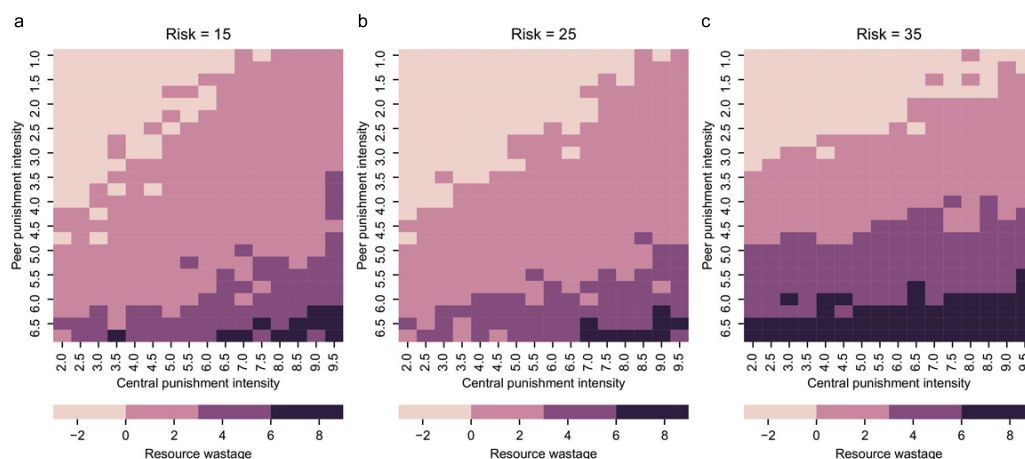 a
b
c
Risk = 15
Risk = 25
Risk = 35
Peer punishment intensity
1.0
1.5
2.0
2.5
3.0
3.5
4.0
4.5
5.0
5.5
6.0
6.5
2.0 2.5 3.0 3.5 4.0 4.5 5.0 5.5 6.0 6.5 7.0 7.5 8.0 8.5 9.0 9.5
Central punishment intensity
−2 0 2 4 6 8
Resource wastage
Peer punishment intensity
1.0
1.5
2.0
2.5
3.0
3.5
4.0
4.5
5.0
5.5
6.0
6.5
2.0 2.5 3.0 3.5 4.0 4.5 5.0 5.5 6.0 6.5 7.0 7.5 8.0 8.5 9.0 9.5
Central punishment intensity
−2 0 2 4 6 8
Resource wastage
Peer punishment intensity
1.0
1.5
2.0
2.5
3.0
3.5
4.0
4.5
5.0
5.5
6.0
6.5
2.0 2.5 3.0 3.5 4.0 4.5 5.0 5.5 6.0 6.5 7.0 7.5 8.0 8.5 9.0
Central punishment intensity
−2 0 2 4 6 8
Resource wastage